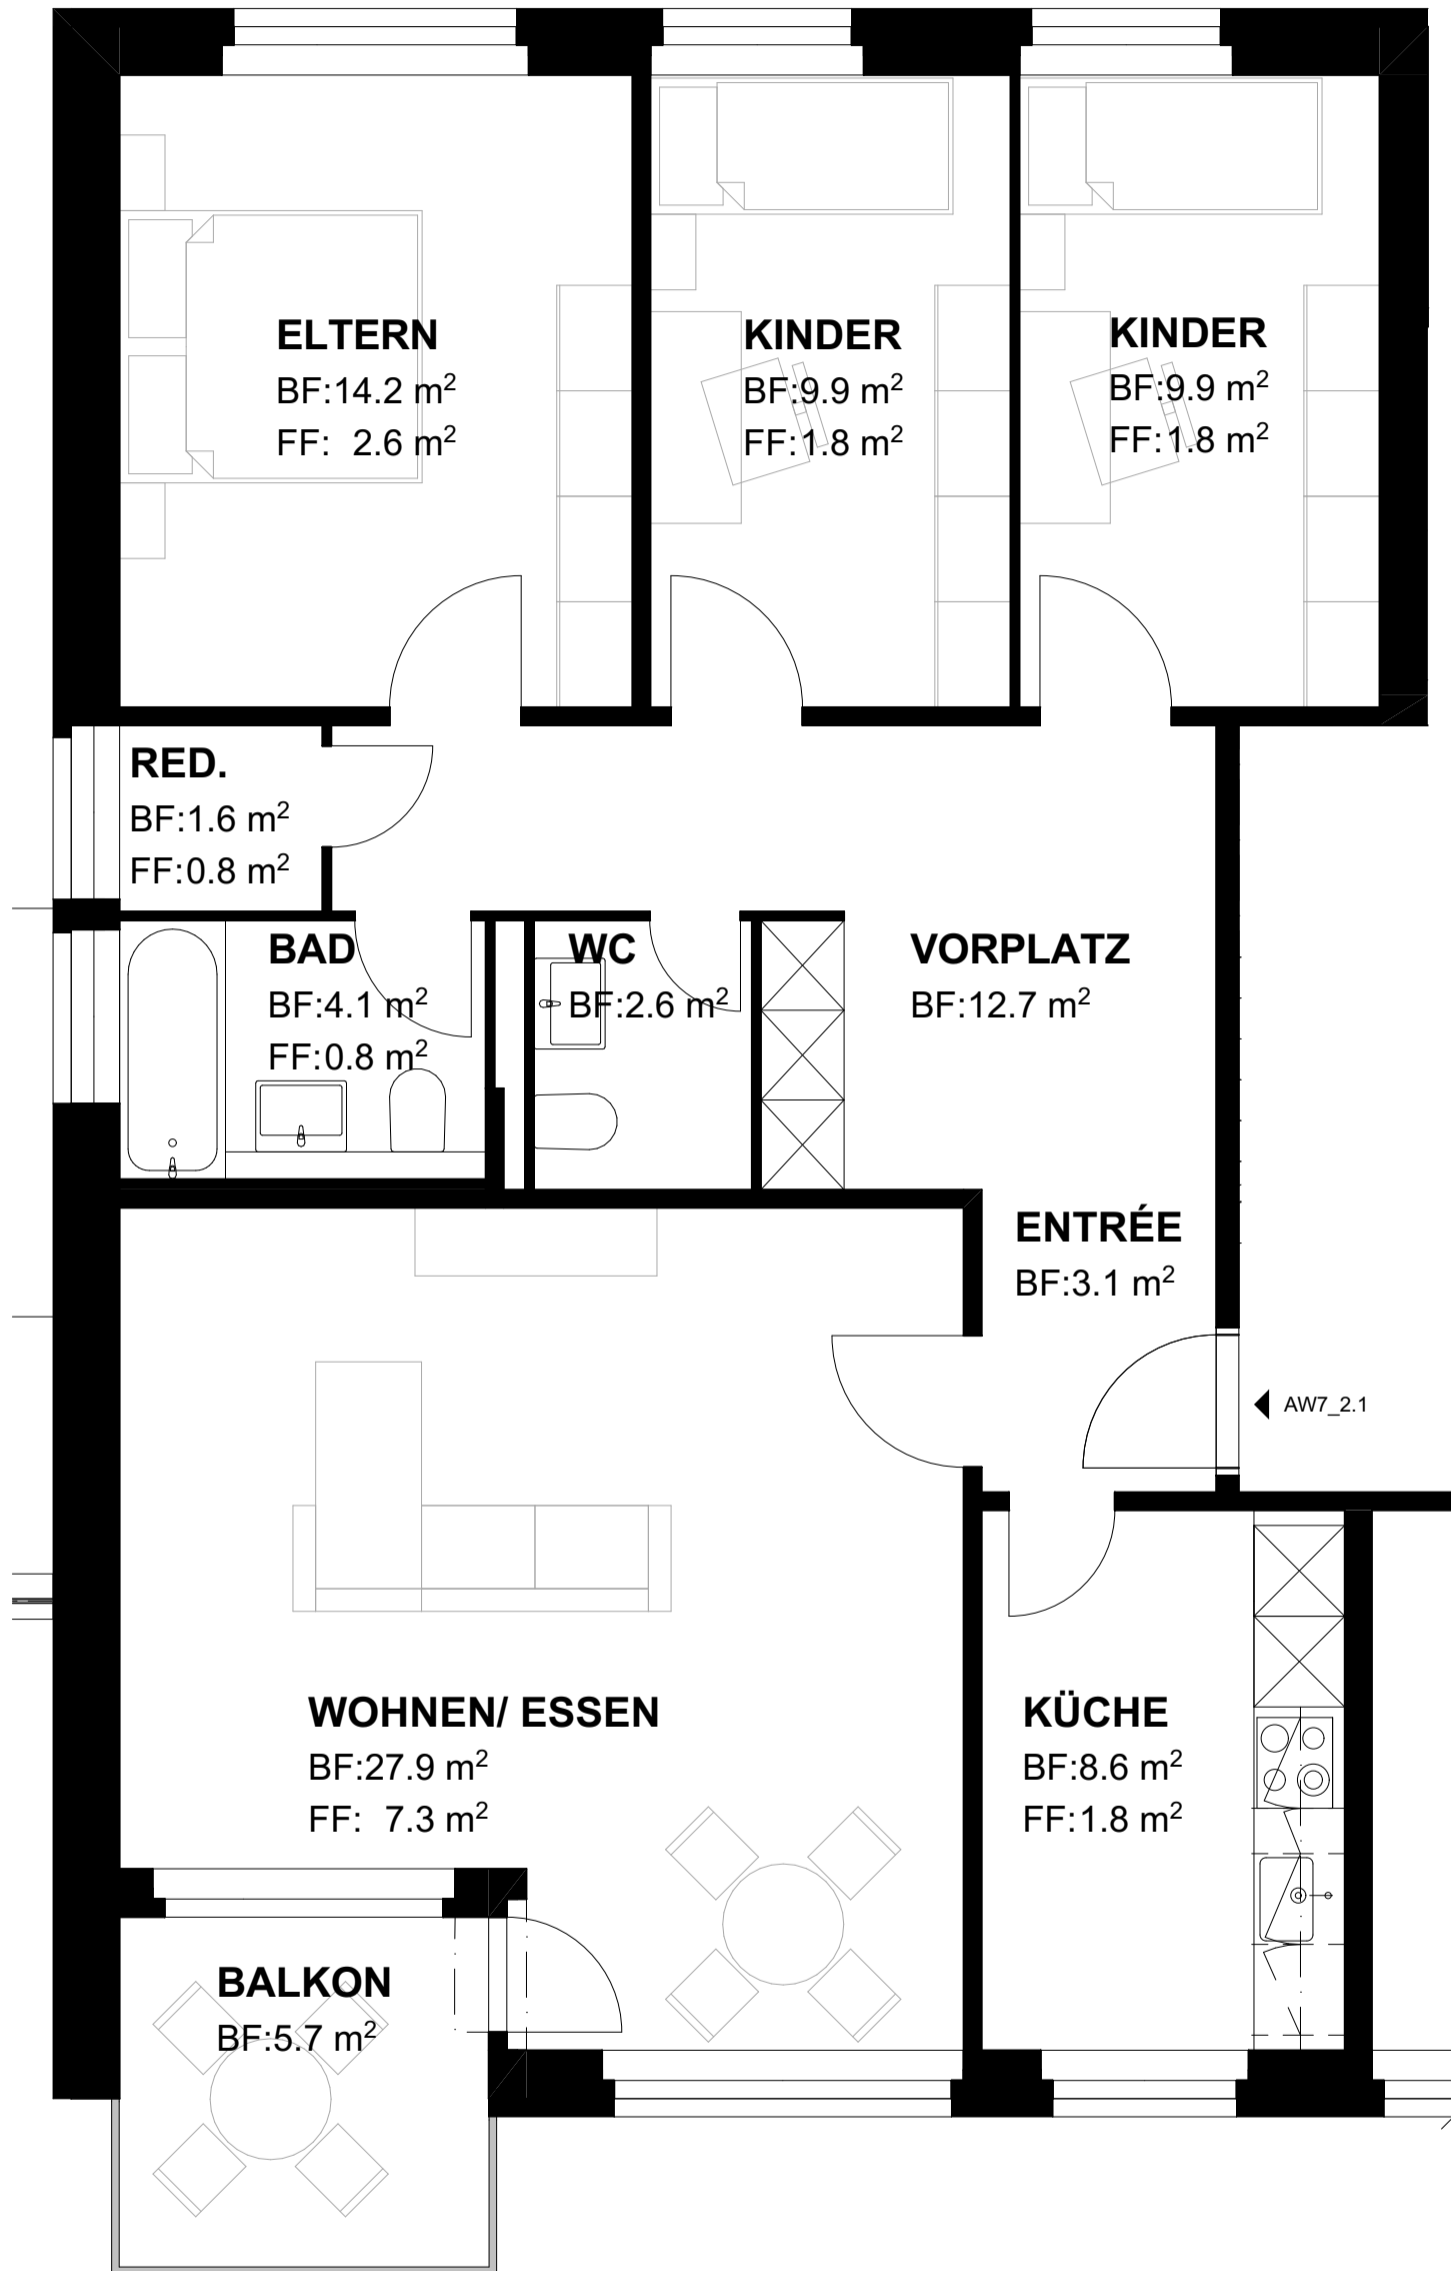 ELTERN
BF:14.2 m²
FF: 2.6 m²
KINDER
BF:9.9 m²
FF:1.8 m²
KINDER
BF:9.9 m²
FF:1.8 m²
RED.
BF:1.6 m²
FF:0.8 m²
BAD
BF:4.1 m²
FF:0.8 m²
WC
BF:2.6 m²
VORPLATZ
BF:12.7 m²
ENTRÉE
BF:3.1 m²
AW7_2.1
WOHNEN/ ESSEN
BF:27.9 m²
FF: 7.3 m²
KÜCHE
BF:8.6 m²
FF:1.8 m²
BALKON
BF:5.7 m²